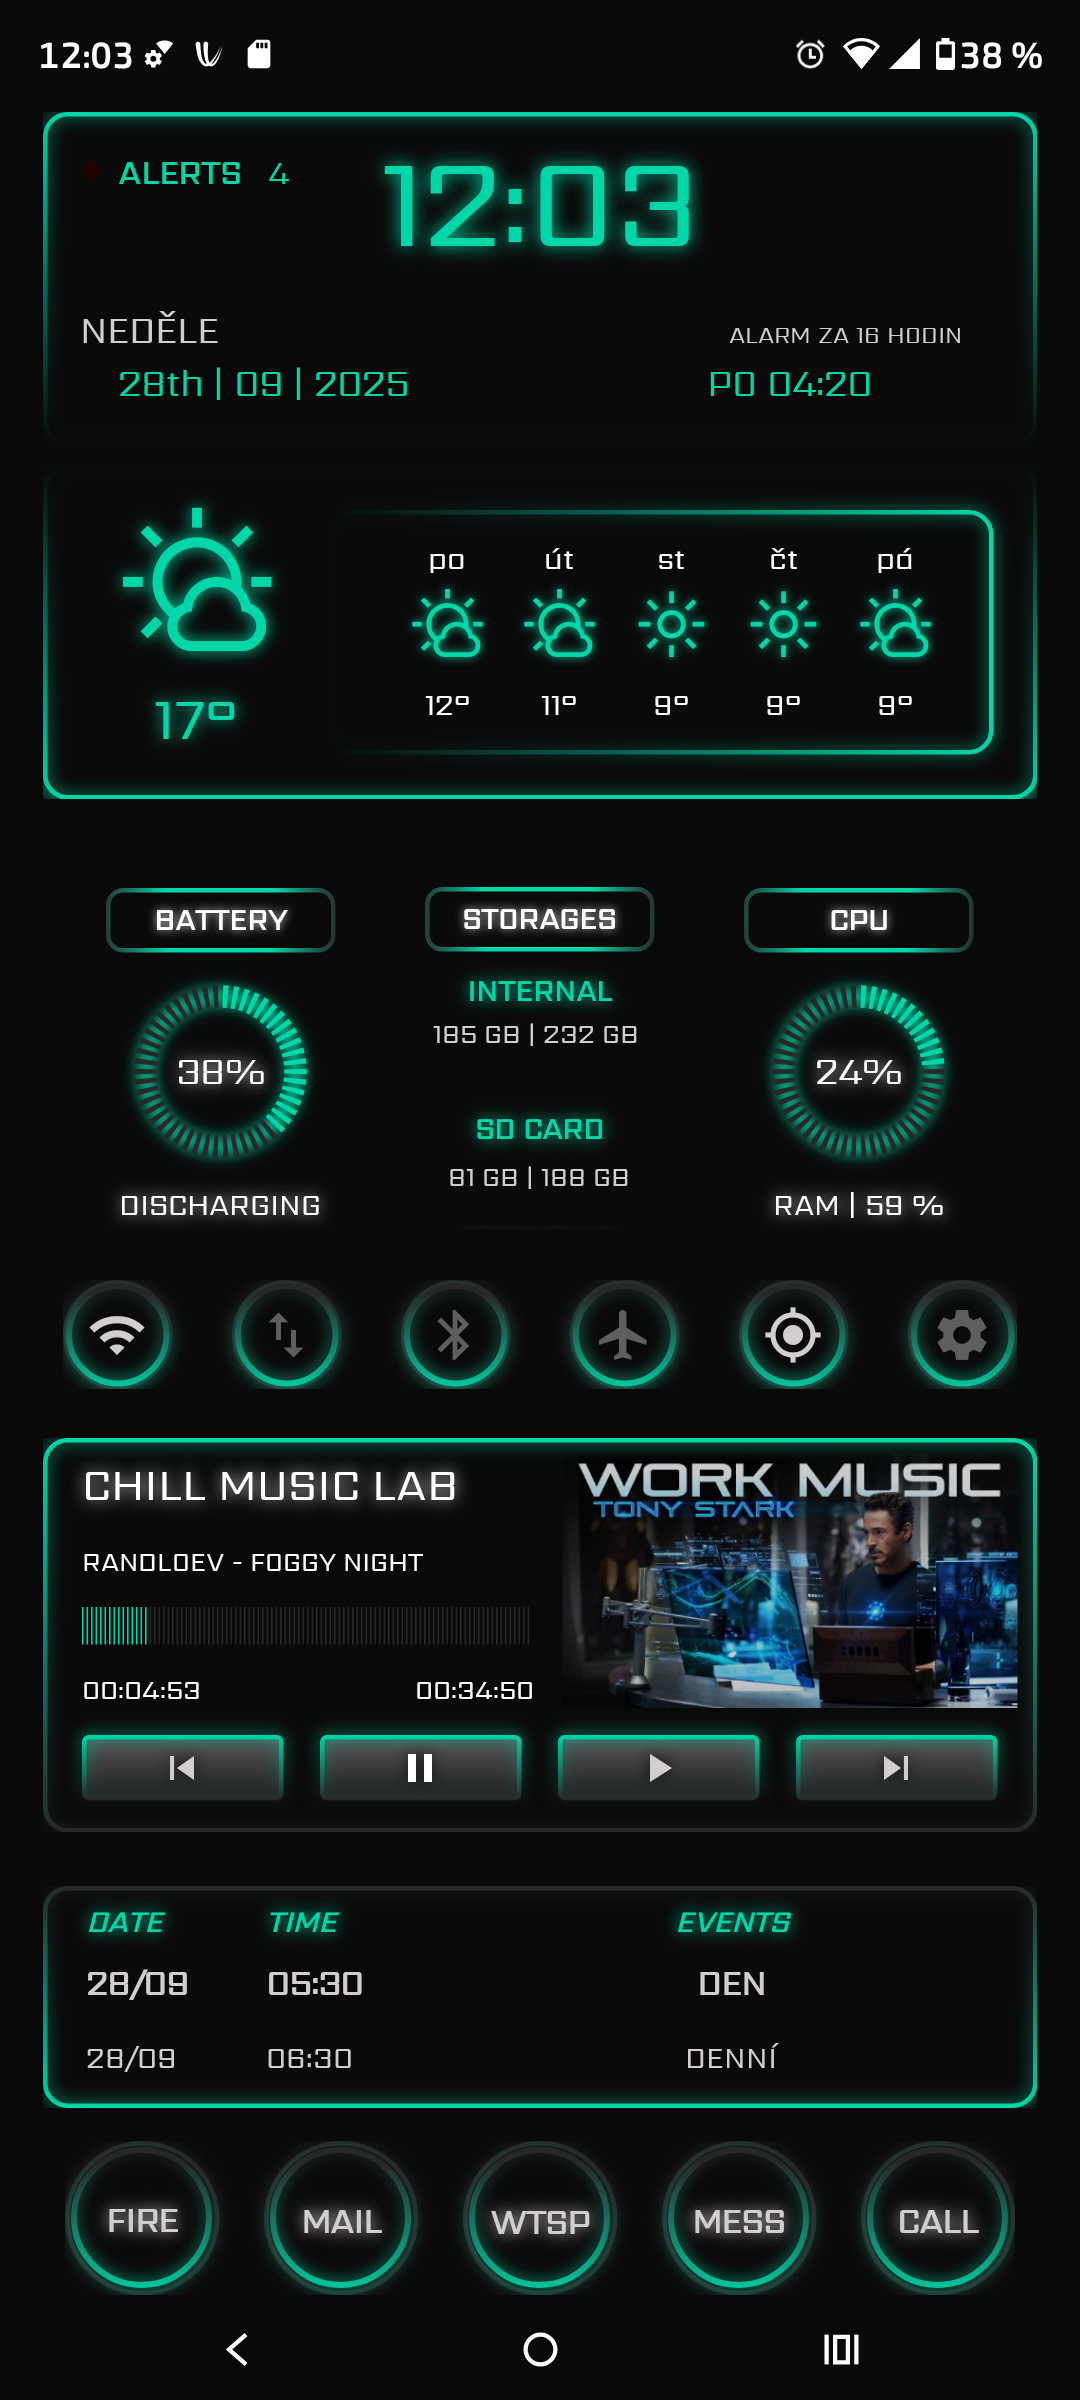 12:03
38 %
ALERTS 4
12:03
NEDĚLE
ALARM ZA 16 HODIN
28th | 09 | 2025
PO 04:20
po út st čt pá
12° 11° 9° 9° 9°
17°
BATTERY STORAGES CPU
INTERNAL
185 GB | 232 GB
38%
24%
SD CARD
81 GB | 188 GB
DISCHARGING
RAM | 59 %
CHILL MUSIC LAB
WORK MUSIC
TONY STARK
RANDLOEV - FOGGY NIGHT
00:04:53 00:34:50
DATE TIME EVENTS
28/09 05:30 DEN
28/09 06:30 DENNÍ
FIRE MAIL WTSP MESS CALL